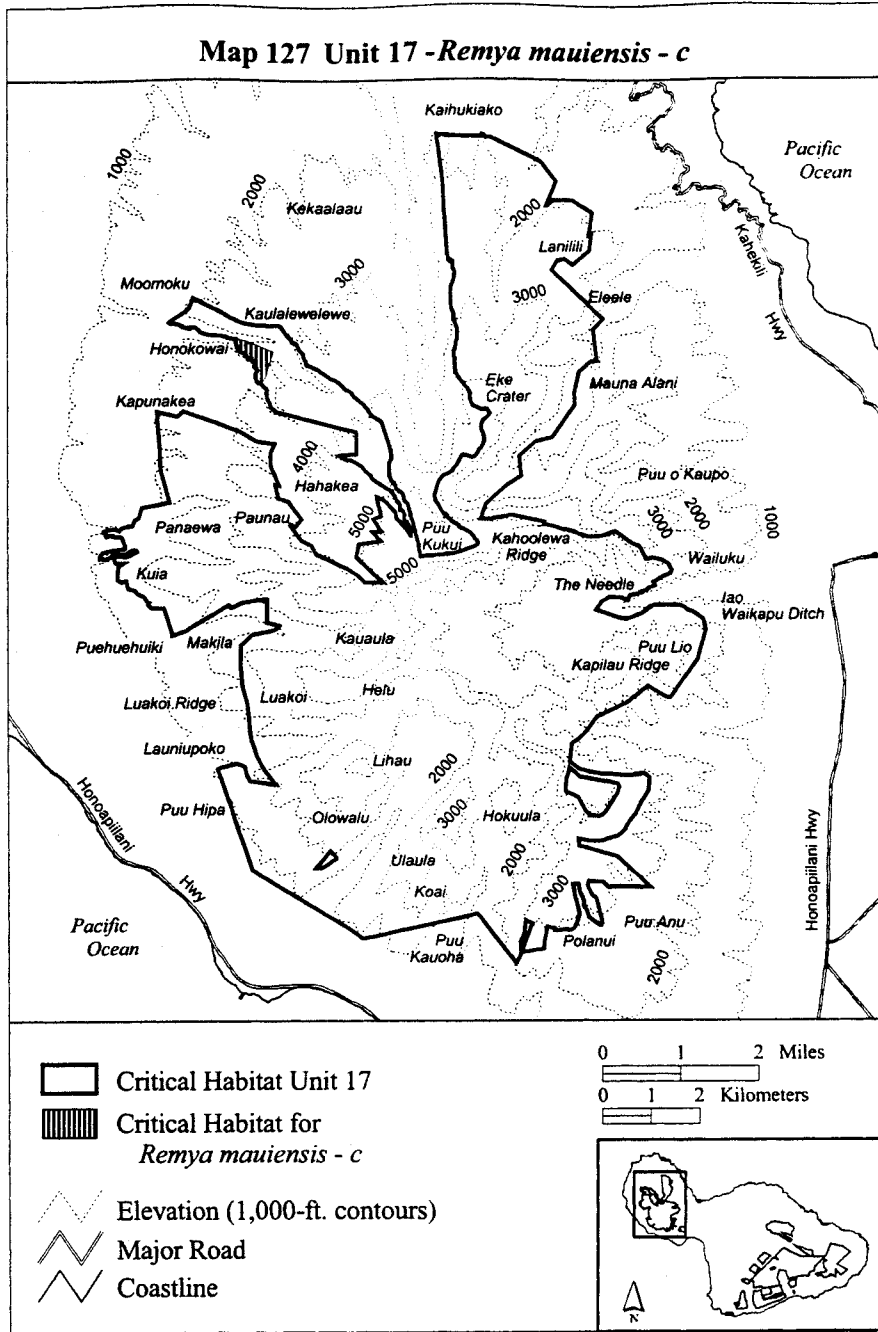 Map 127 Unit 17 - Remya mauiensis - c
Kaihukiako
Pacific
Ocean
1000
2000
Kekaalaau
2000
Lanilili
Kahekili
Hwy
3000
3000
Eleele
Moomoku
Kaulalewelewe
Honokowai
Eke
Crater
Mauna Alani
Kapunakea
4000
Hahakea
Puu o Kaupo
Panaewa
Paunau
5000
Puu
Kukui
Kahoolewa
Ridge
3000
2000
1000
Wailuku
5000
Kuia
The Needle
Iao
Waikapu Ditch
Puehuehuiki
Makila
Kauaula
Puu Lio
Kapilau Ridge
Luakoi Ridge
Luakoi
Helu
Launiupoko
Lihau
2000
Puu Hipa
Olowalu
3000
Hokuula
Honoapiilani
Hwy
Honoapiilani Hwy
Ulaula
2000
Koai
3000
Pacific
Ocean
Puu
Kauoha
Polanui
Puu Anu
2000
Critical Habitat Unit 17
Critical Habitat for
Remya mauiensis - c
Elevation (1,000-ft. contours)
Major Road
Coastline
0 1 2 Miles
0 1 2 Kilometers
N